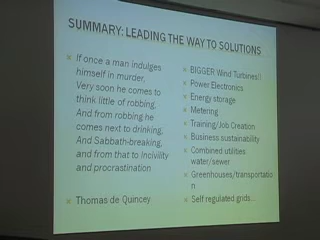 SUMMARY: LEADING THE WAY TO SOLUTIONS
If once a man indulges
himself in murder,
Very soon he comes to
think little of robbing,
And from robbing he
comes next to drinking,
And Sabbath-breaking,
and from that to Incivility
and procrastination
Thomas de Quincey
BIGGER Wind Turbines!!
Power Electronics
Energy storage
Metering
Training/Job Creation
Business sustainability
Combined utilities
water/sewer
Greenhouses/transportatio
n
Self regulated grids...